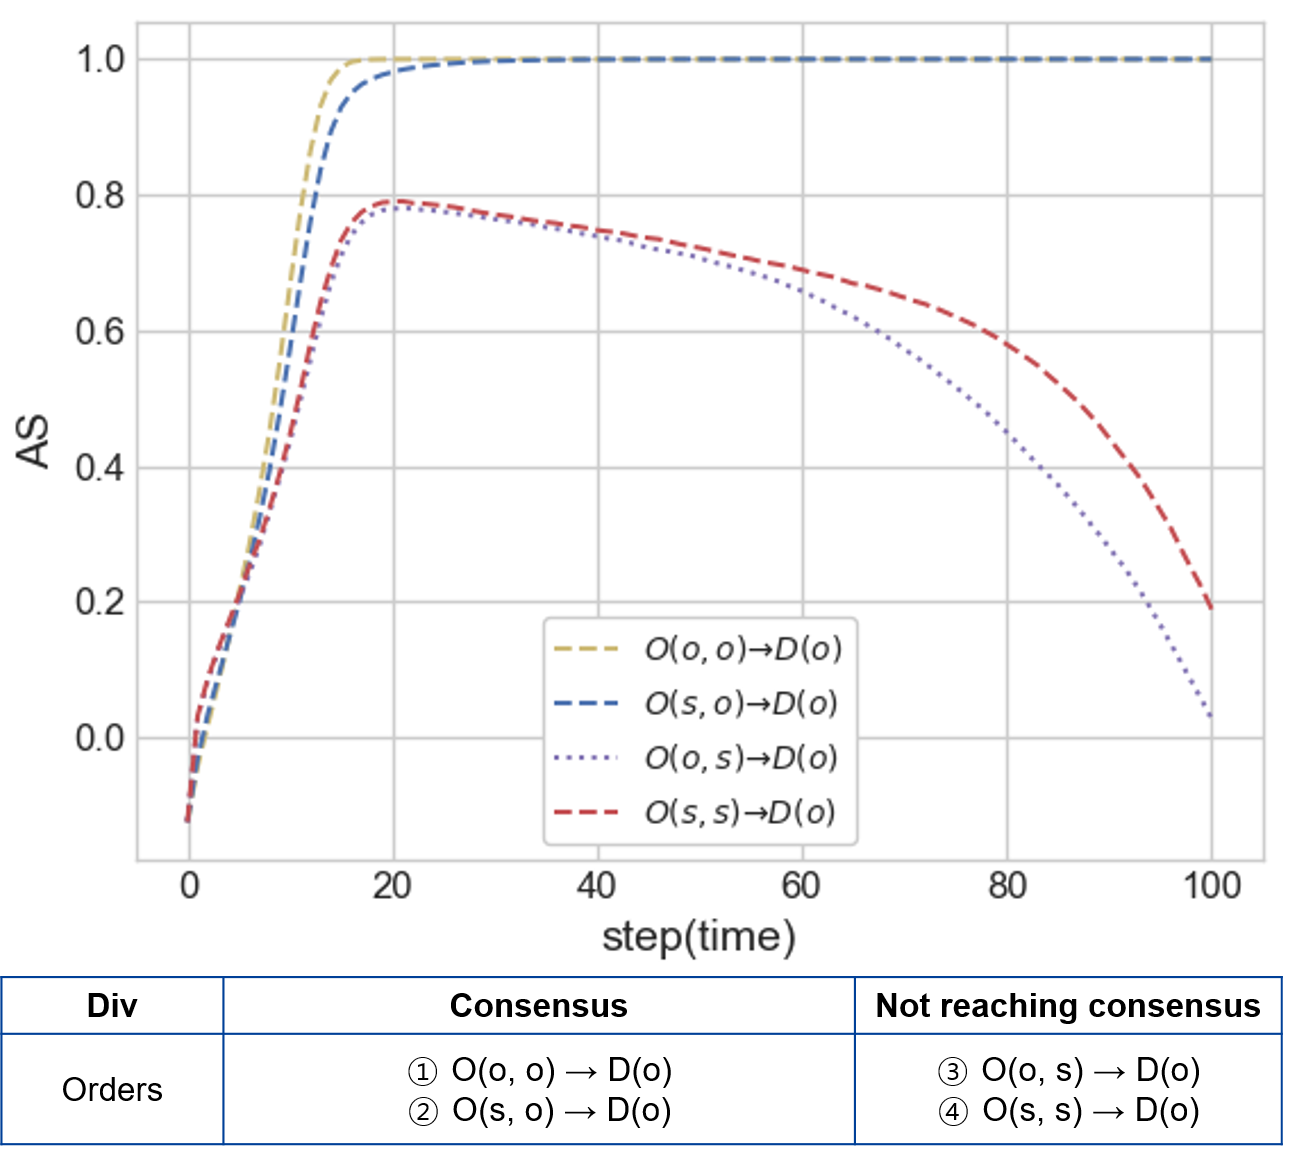 1.0
0.8
0.6
0.4
0.2
0.0
AS
O(o, o)→D(o)
O(s, o)→D(o)
O(o, s)→D(o)
O(s, s)→D(o)
0 20 40 60 80 100
step(time)
Div Consensus Not reaching consensus
Orders
① O(o, o) → D(o) ③ O(o, s) → D(o)
② O(s, o) → D(o) ④ O(s, s) → D(o)